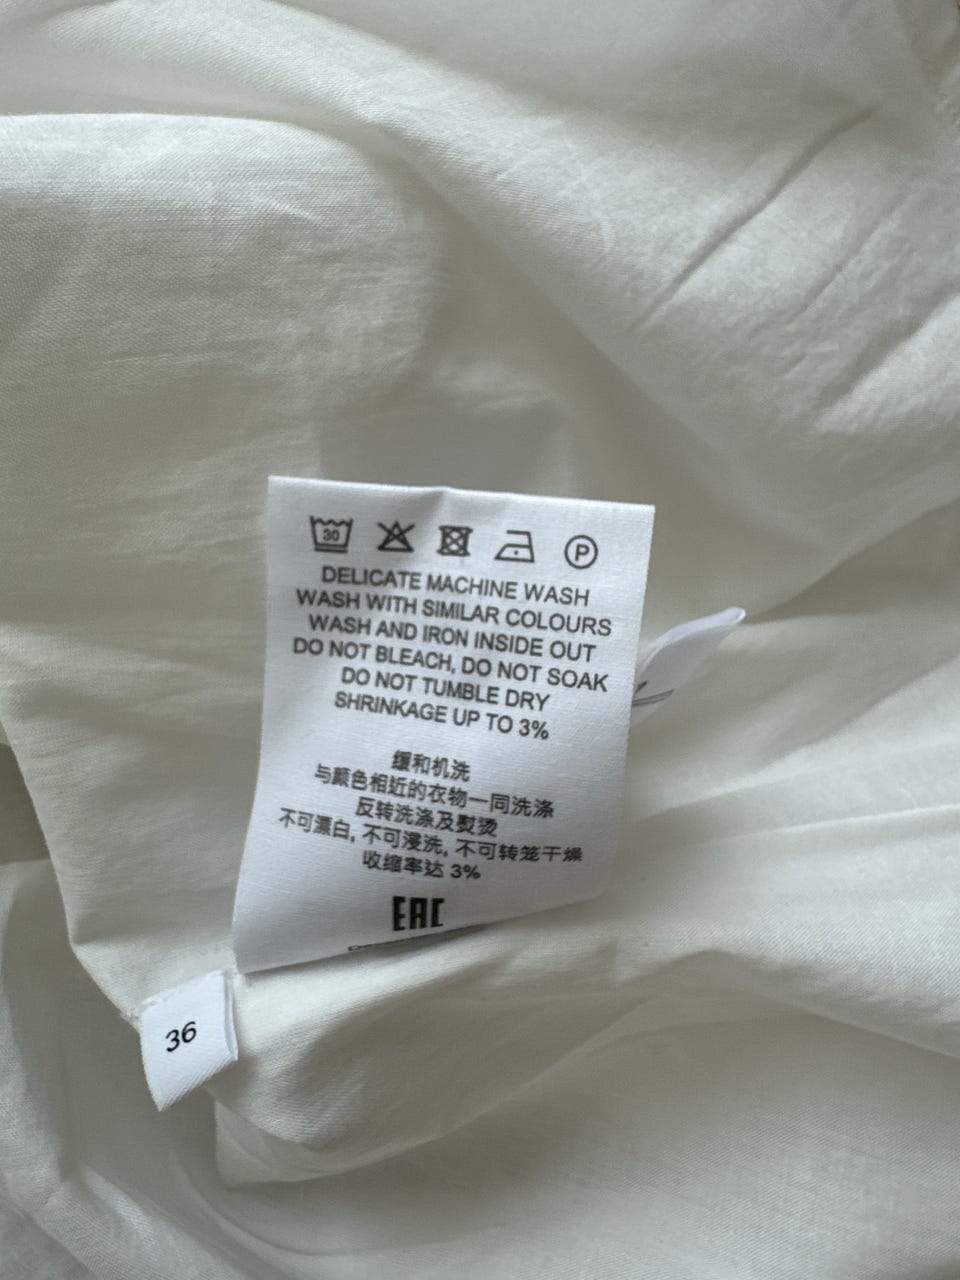 30
P
DELICATE MACHINE WASH
WASH WITH SIMILAR COLOURS
WASH AND IRON INSIDE OUT
DO NOT BLEACH, DO NOT SOAK
DO NOT TUMBLE DRY
SHRINKAGE UP TO 3%
缓和机洗
与颜色相近的衣物一同洗涤
反转洗涤及熨烫
不可漂白, 不可浸洗, 不可转笼干燥
收缩率达 3%
EAC
36